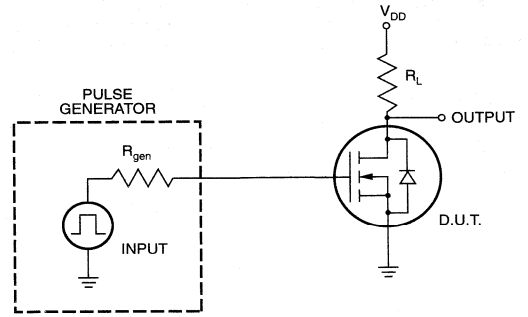 V_DD
R_L
PULSE
GENERATOR
OUTPUT
R_gen
INPUT
D.U.T.